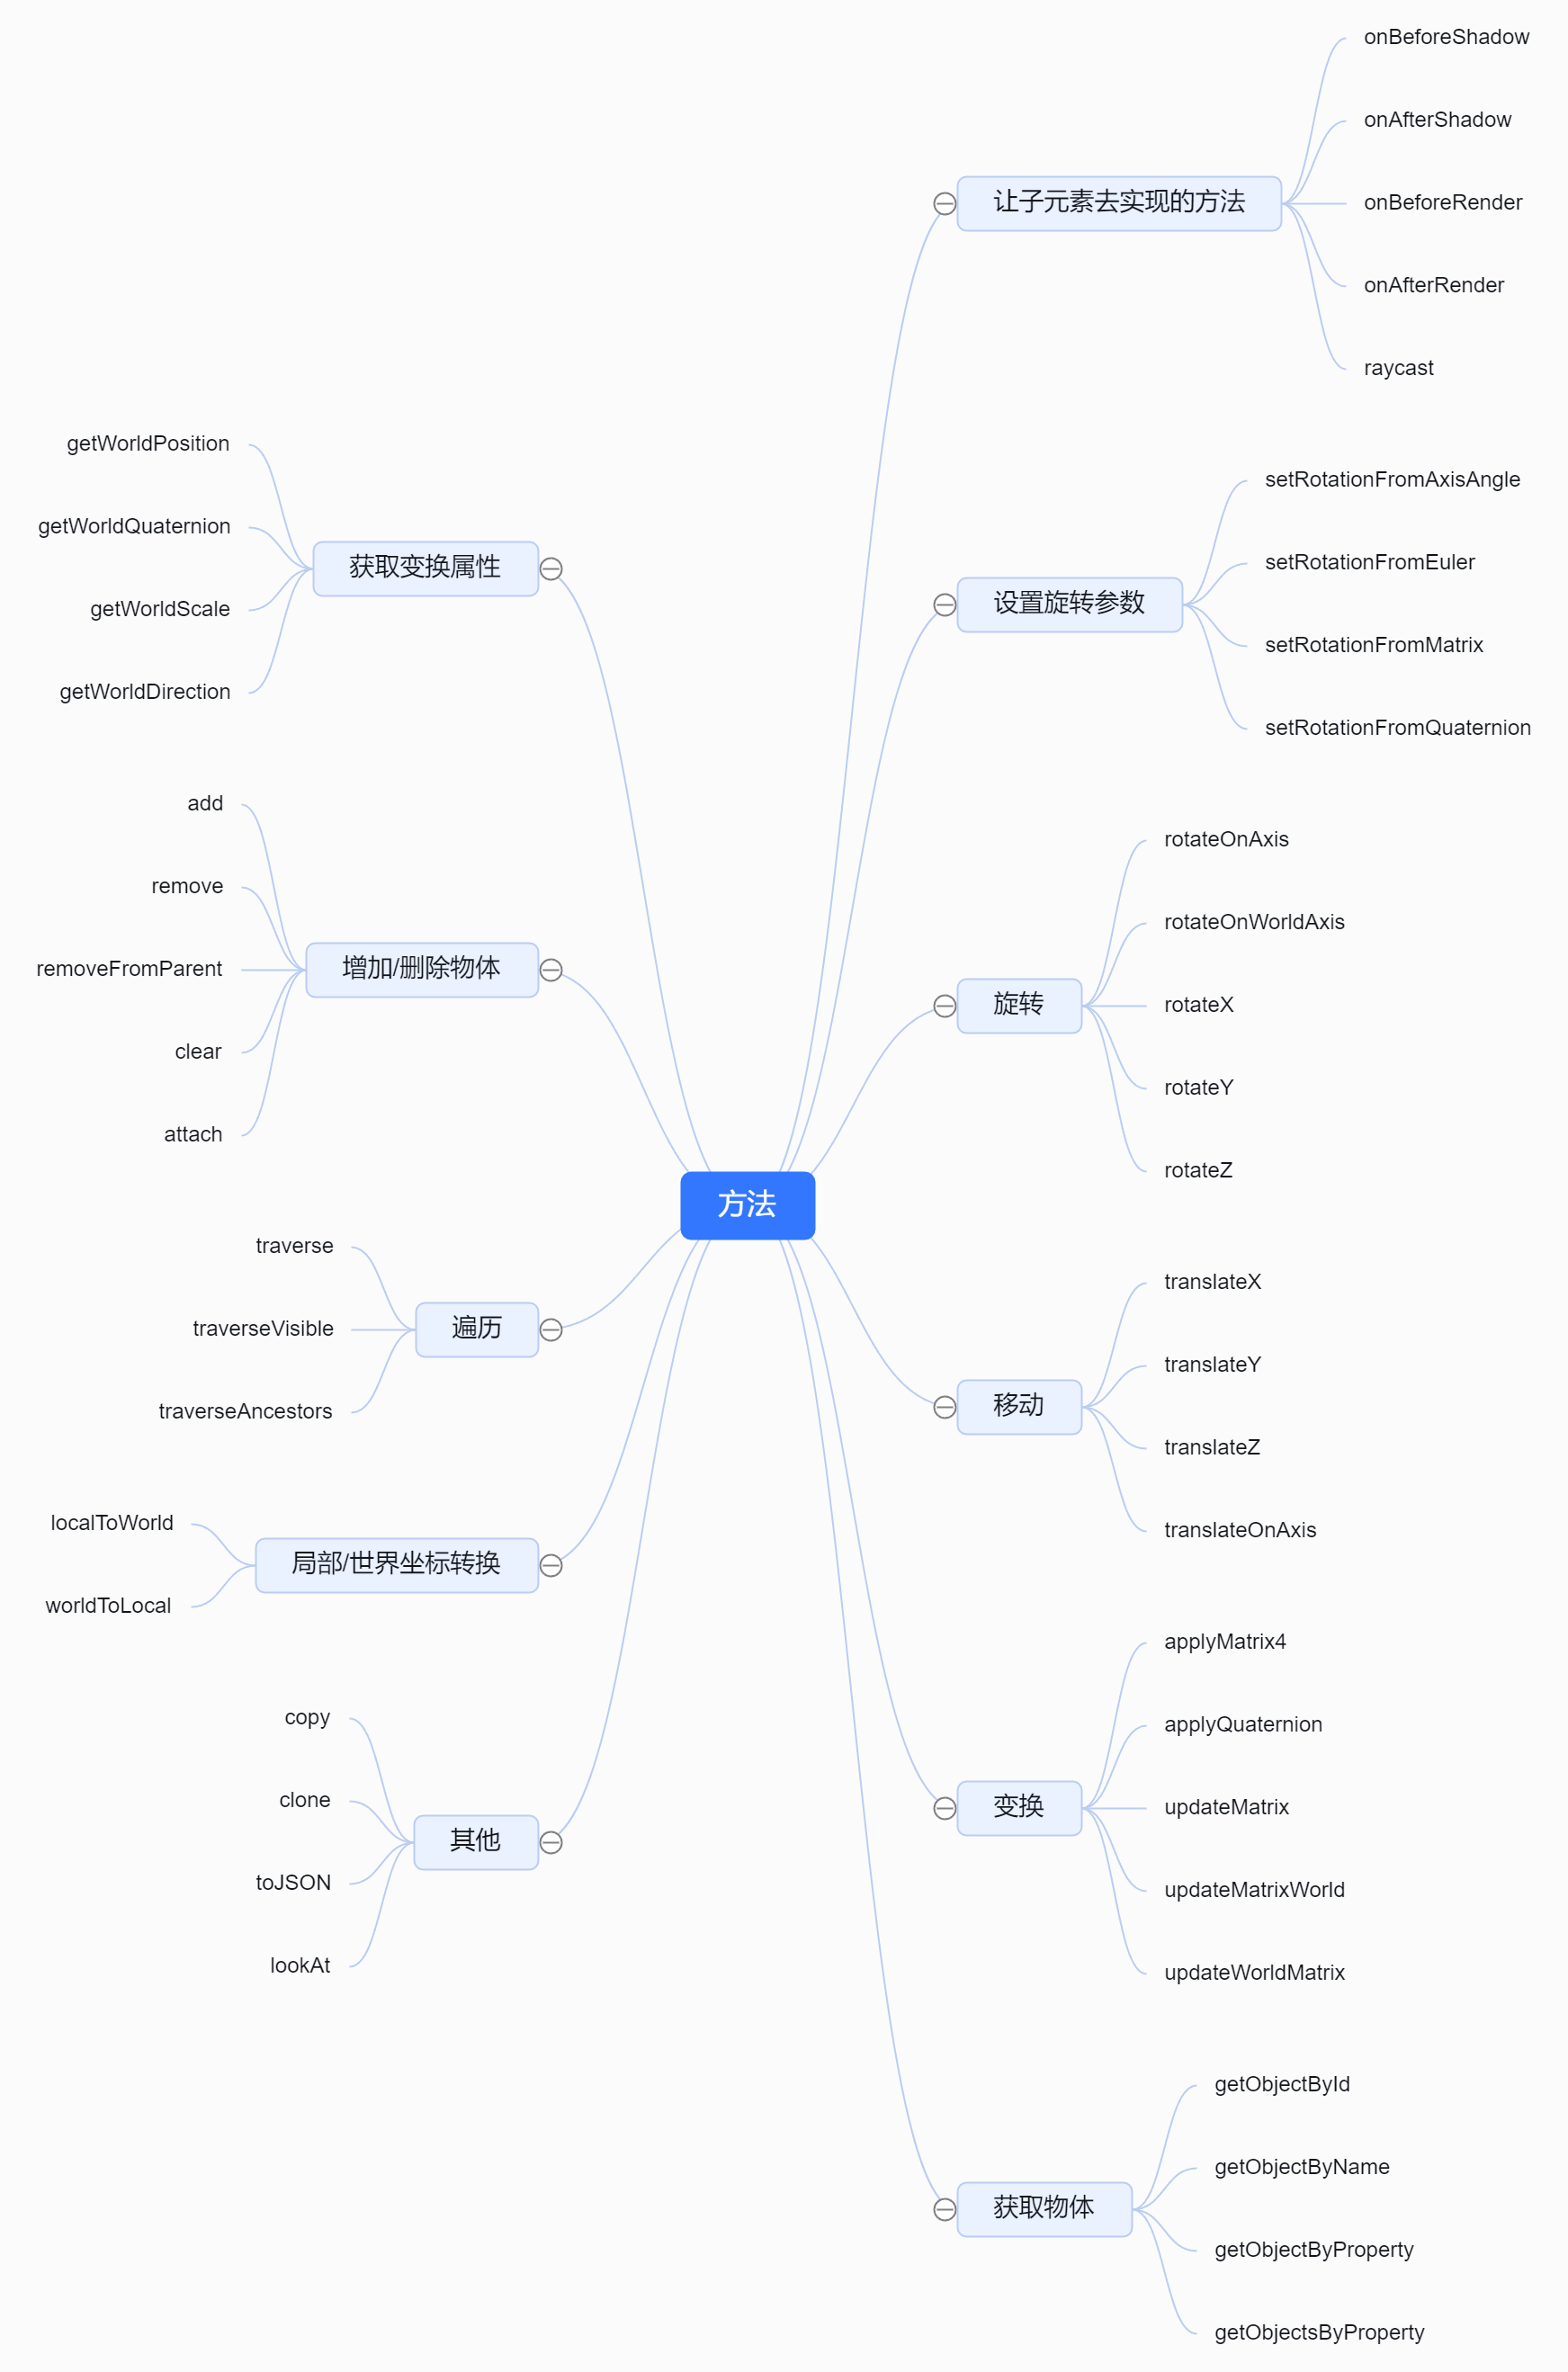 方法
让子元素去实现的方法
onBeforeShadow
onAfterShadow
onBeforeRender
onAfterRender
raycast
设置旋转参数
setRotationFromAxisAngle
setRotationFromEuler
setRotationFromMatrix
setRotationFromQuaternion
旋转
rotateOnAxis
rotateOnWorldAxis
rotateX
rotateY
rotateZ
移动
translateX
translateY
translateZ
translateOnAxis
变换
applyMatrix4
applyQuaternion
updateMatrix
updateMatrixWorld
updateWorldMatrix
获取物体
getObjectById
getObjectByName
getObjectByProperty
getObjectsByProperty
获取变换属性
getWorldPosition
getWorldQuaternion
getWorldScale
getWorldDirection
增加/删除物体
add
remove
removeFromParent
clear
attach
遍历
traverse
traverseVisible
traverseAncestors
局部/世界坐标转换
localToWorld
worldToLocal
其他
copy
clone
toJSON
lookAt